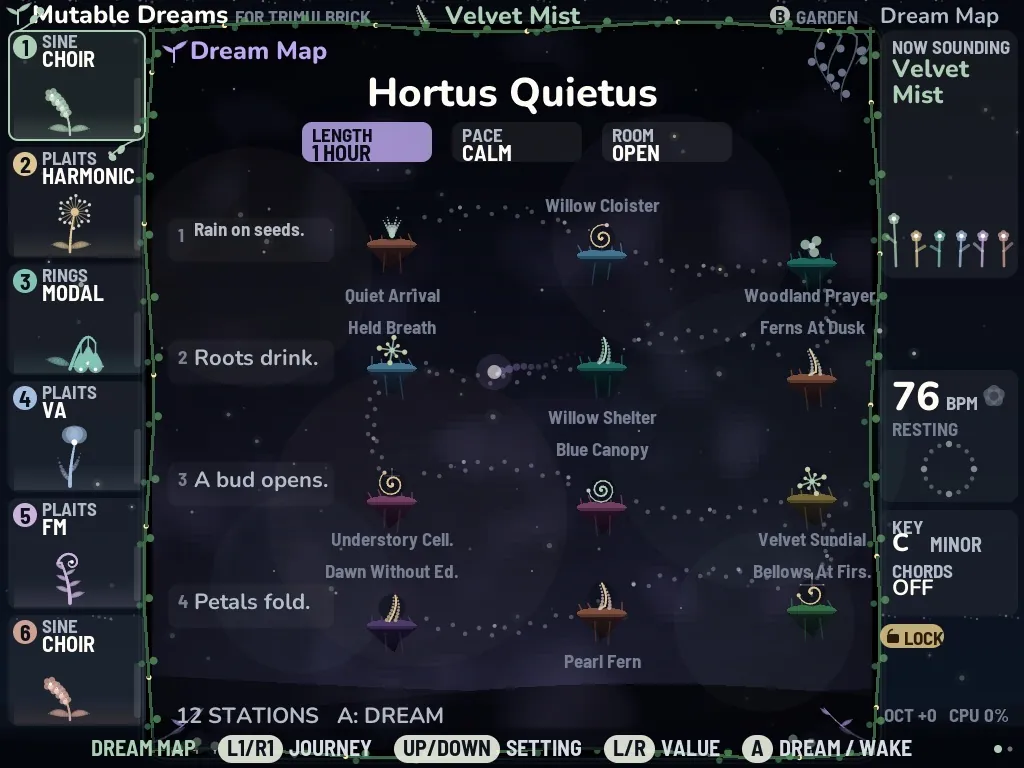 Mutable Dreams FOR TRIMUI BRICK
Velvet Mist
B GARDEN
Dream Map
1 SINE
CHOIR
2 PLAITS
HARMONIC
3 RINGS
MODAL
4 PLAITS
VA
5 PLAITS
FM
6 SINE
CHOIR
Dream Map
Hortus Quietus
LENGTH
1 HOUR
PACE
CALM
ROOM
OPEN
Willow Cloister
1 Rain on seeds.
Quiet Arrival
Woodland Prayer
Held Breath
Ferns At Dusk
2 Roots drink.
Willow Shelter
Blue Canopy
3 A bud opens.
Understory Cell.
Velvet Sundial
Dawn Without Ed.
Bellows At Firs.
4 Petals fold.
Pearl Fern
12 STATIONS A: DREAM
NOW SOUNDING
Velvet
Mist
76 BPM
RESTING
KEY
C MINOR
CHORDS
OFF
LOCK
OCT +0 CPU 0%
DREAM MAP L1/R1 JOURNEY UP/DOWN SETTING L/R VALUE A DREAM / WAKE